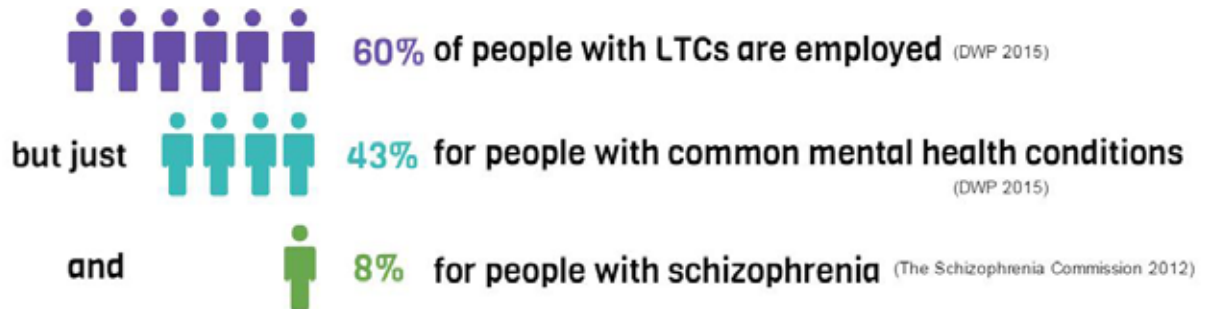 60% of people with LTCs are employed (DWP 2015)
but just 43% for people with common mental health conditions
(DWP 2015)
and 8% for people with schizophrenia (The Schizophrenia Commission 2012)